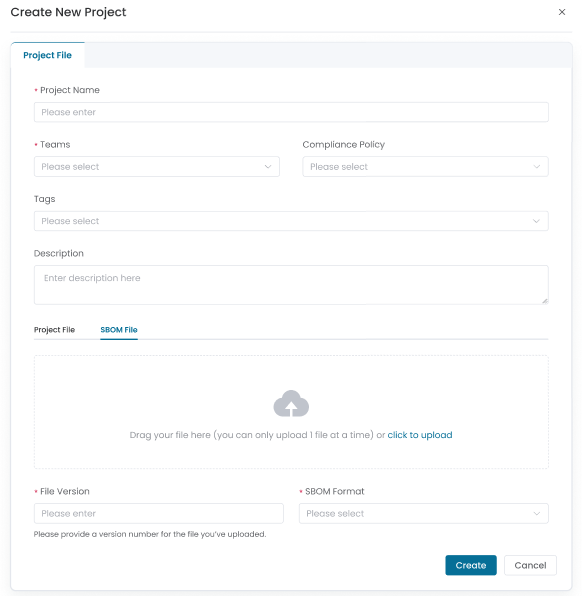 Create New Project
Project File
* Project Name
Please enter
* Teams
Compliance Policy
Please select
Please select
Tags
Please select
Description
Enter description here
Project File
SBOM File
Drag your file here (you can only upload 1 file at a time) or click to upload
* File Version
* SBOM Format
Please enter
Please select
Please provide a version number for the file you've uploaded.
Create
Cancel